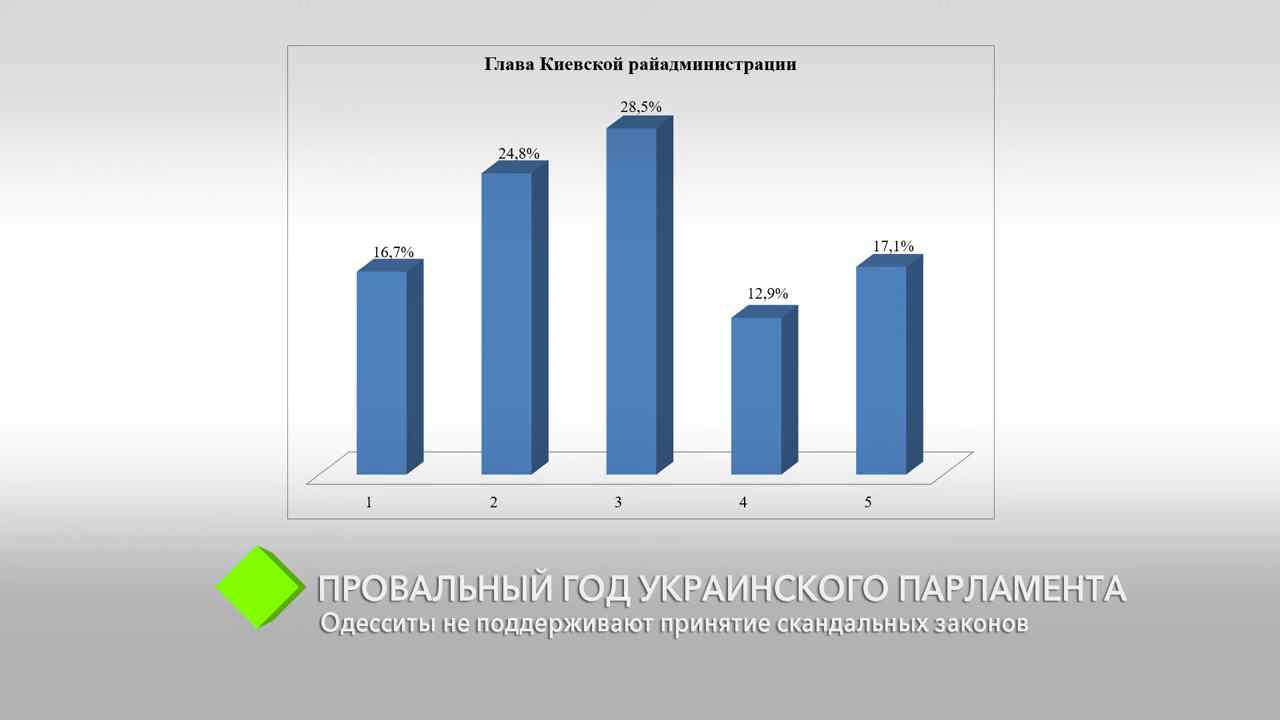 Глава Киевской райадминистрации
28,5%
24,8%
16,7%
17,1%
12,9%
1 2 3 4 5
ПРОВАЛЬНЫЙ ГОД УКРАИНСКОГО ПАРЛАМЕНТА
Одесситы не поддерживают принятие скандальных законов